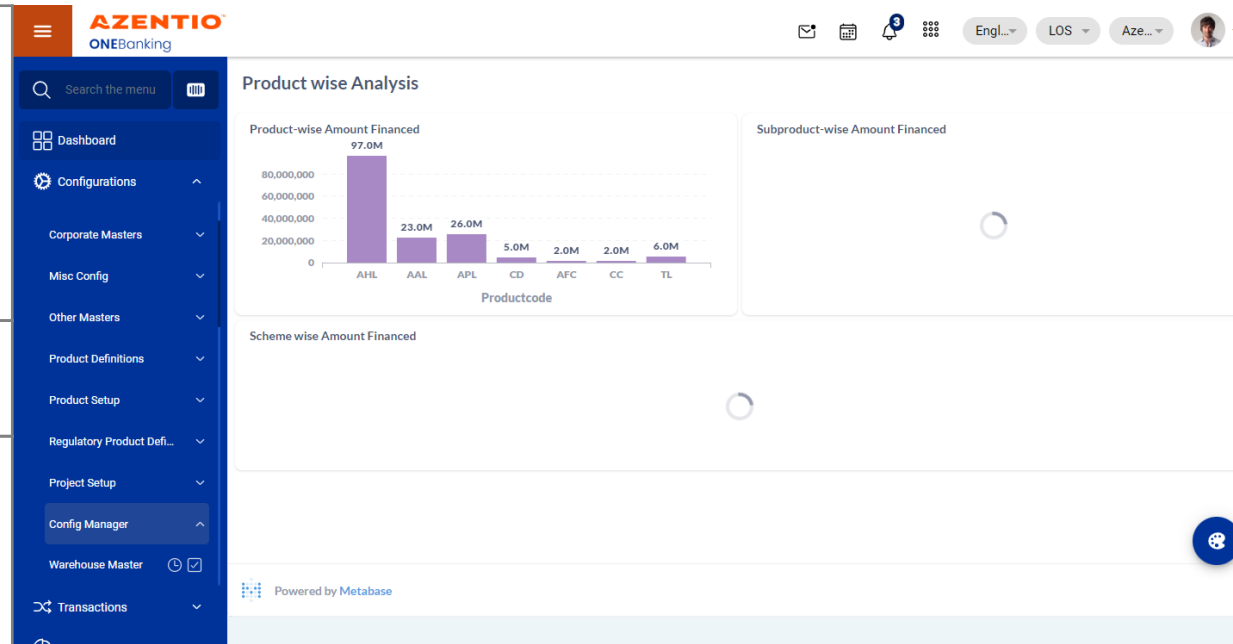 AZENTIO
ONEBanking
3
Engl...
LOS
Aze...
Search the menu
Dashboard
Configurations
Corporate Masters
Misc Config
Other Masters
Product Definitions
Product Setup
Regulatory Product Defi...
Project Setup
Config Manager
Warehouse Master
Transactions
Product wise Analysis
Product-wise Amount Financed
97.0M
80,000,000
60,000,000
40,000,000
20,000,000
0
23.0M
26.0M
5.0M
2.0M
2.0M
6.0M
AHL AAL APL CD AFC CC TL
Productcode
Subproduct-wise Amount Financed
Scheme wise Amount Financed
Powered by Metabase